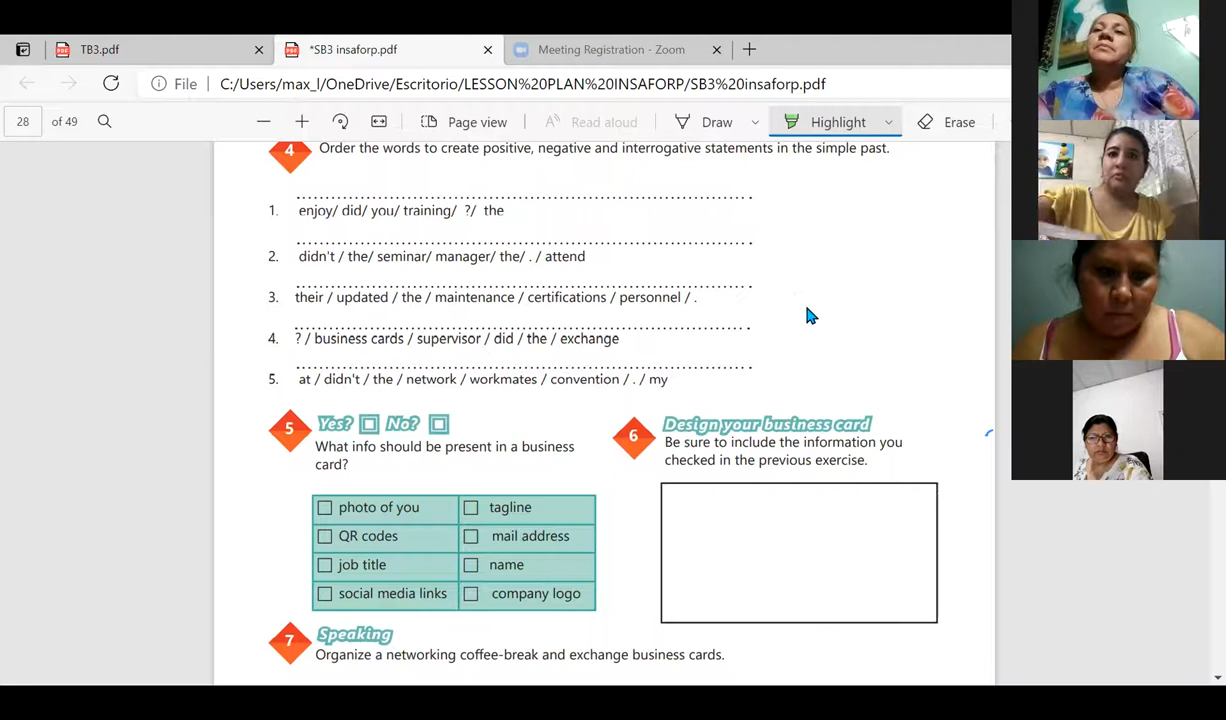 TB3.pdf
*SB3 insaforp.pdf
Meeting Registration - Zoom
File
C:/Users/max_l/OneDrive/Escritorio/LESSON%20PLAN%20INSAFORP/SB3%20insaforp.pdf
28 of 49
Page view
Read aloud
Draw
Highlight
Erase
4 Order the words to create positive, negative and interrogative statements in the simple past.
1. enjoy/ did/ you/ training/ ?/ the
2. didn't / the/ seminar/ manager/ the/ . / attend
3. their / updated / the / maintenance / certifications / personnel / .
4. ? / business cards / supervisor / did / the / exchange
5. at / didn't / the / network / workmates / convention / . / my
5 Yes? No?
What info should be present in a business
card?
photo of you
tagline
QR codes
mail address
job title
name
social media links
company logo
6 Design your business card
Be sure to include the information you
checked in the previous exercise.
7 Speaking
Organize a networking coffee-break and exchange business cards.